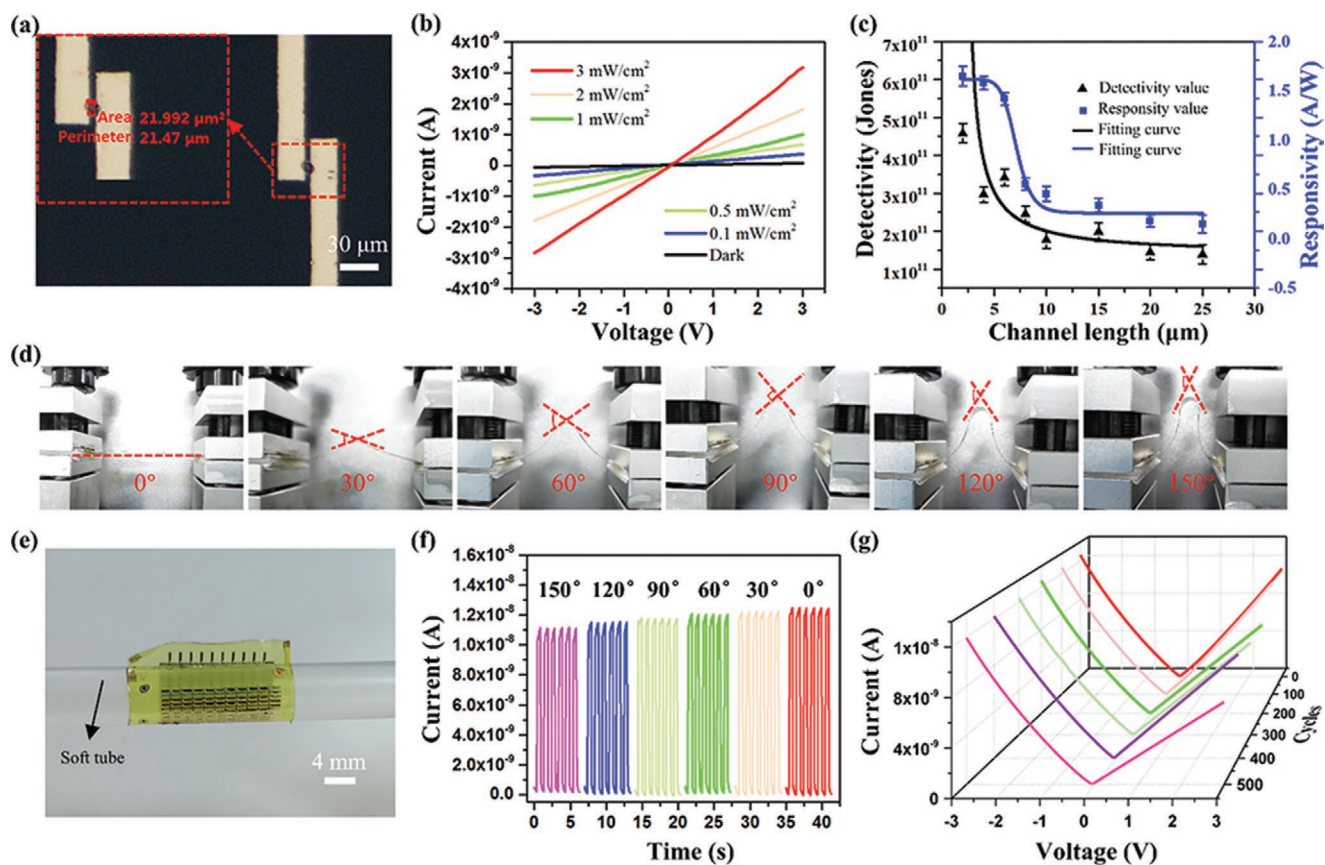 (a)
Area: 21.992 μm²
Perimeter: 21.47 μm
30 μm
(b)
Current (A)
4x10⁻⁹
3x10⁻⁹
2x10⁻⁹
1x10⁻⁹
0
-1x10⁻⁹
-2x10⁻⁹
-3x10⁻⁹
-4x10⁻⁹
3 mW/cm²
2 mW/cm²
1 mW/cm²
0.5 mW/cm²
0.1 mW/cm²
Dark
-3 -2 -1 0 1 2 3
Voltage (V)
(c)
Detectivity (Jones)
7x10¹¹
6x10¹¹
5x10¹¹
4x10¹¹
3x10¹¹
2x10¹¹
1x10¹¹
Detectivity value
Responsity value
Fitting curve
Fitting curve
2.0
1.5
1.0
0.5
0.0
-0.5
Responsivity (A/W)
0 5 10 15 20 25 30
Channel length (μm)
(d)
0° 30° 60° 90° 120° 150°
(e)
Soft tube
4 mm
(f)
Current (A)
1.6x10⁻⁸
1.4x10⁻⁸
1.2x10⁻⁸
1.0x10⁻⁸
8.0x10⁻⁹
6.0x10⁻⁹
4.0x10⁻⁹
2.0x10⁻⁹
0.0
150° 120° 90° 60° 30° 0°
0 5 10 15 20 25 30 35 40
Time (s)
(g)
Current (A)
1x10⁻⁸
8x10⁻⁹
4x10⁻⁹
0
-3 -2 -1 0 1 2 3
Voltage (V)
0
100
200
300
400
500
Cycles